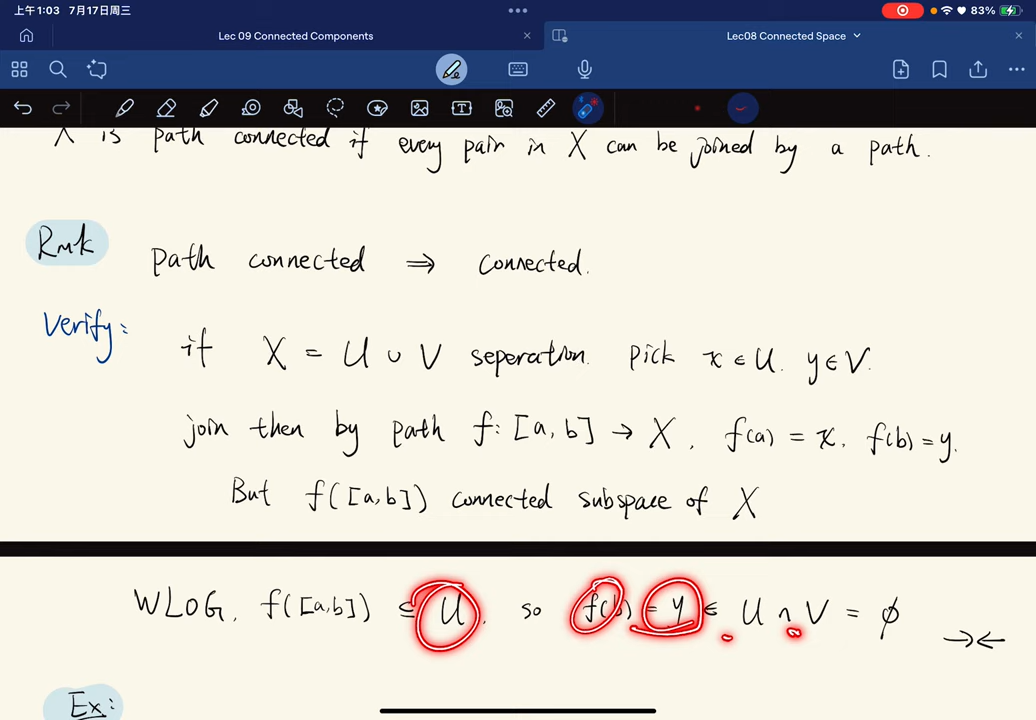 上午1:03 7月17日周三
83%
Lec 09 Connected Components
Lec08 Connected Space
X is path connected if every pair in X can be joined by a path.
Rmk path connected ⇒ connected.
Verify: if X = U ∪ V seperation. pick x ∈ U. y ∈ V.
join then by path f: [a, b] → X, f(a) = x, f(b) = y.
But f([a,b]) connected subspace of X
WLOG, f([a,b]) ⊆ U. so f(b) = y ∈ U ∩ V = ∅ →←
Ex: